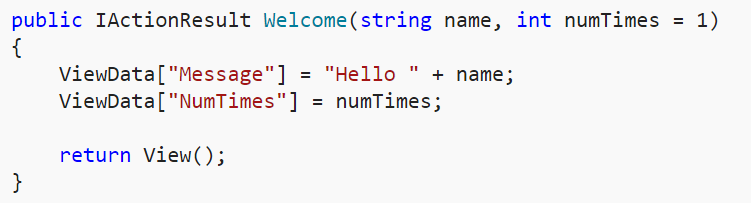 public IActionResult Welcome(string name, int numTimes = 1)
{
    ViewData["Message"] = "Hello " + name;
    ViewData["NumTimes"] = numTimes;

    return View();
}